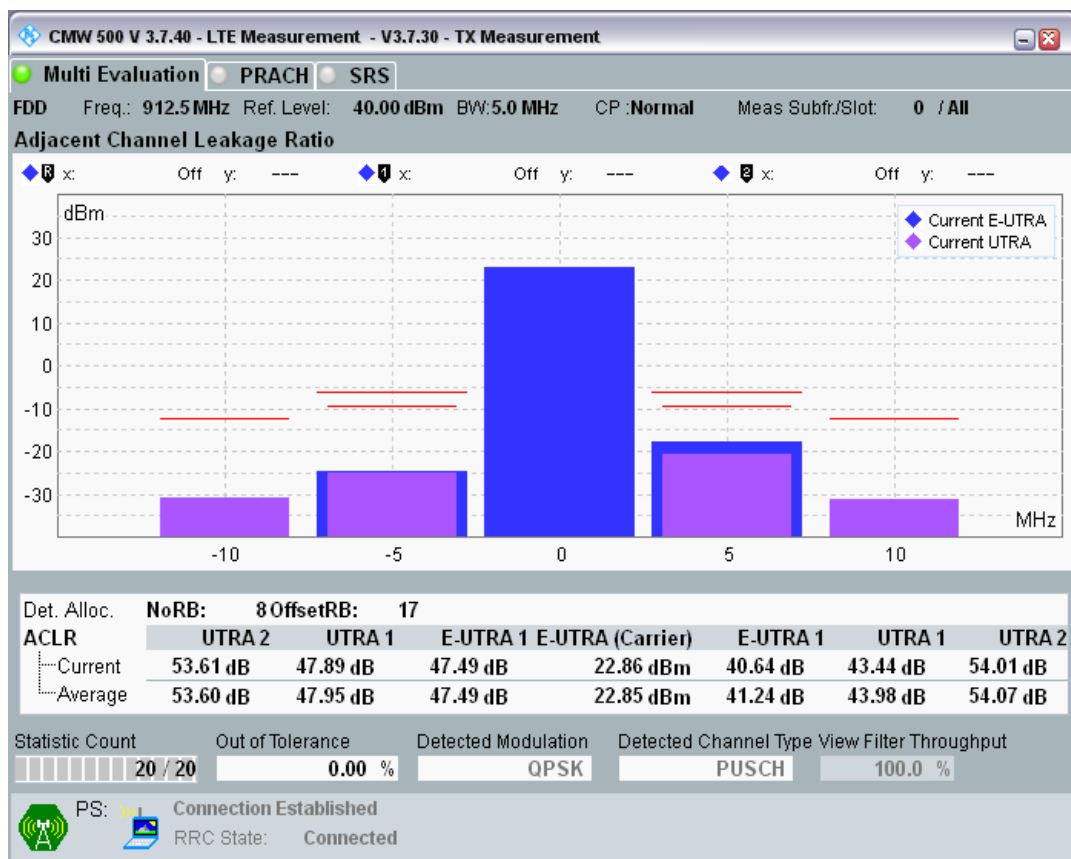 CMW 500 V 3.7.40 - LTE Measurement - V3.7.30 - TX Measurement
Multi Evaluation PRACH SRS
FDD Freq.: 912.5 MHz Ref. Level: 40.00 dBm BW:5.0 MHz CP :Normal Meas Subfr./Slot: 0 / All
Adjacent Channel Leakage Ratio
R x: Off y: --- 1 x: Off y: --- 2 x: Off y: ---
dBm
Current E-UTRA
Current UTRA
30
20
10
0
-10
-20
-30
MHz
-10 -5 0 5 10
Det. Alloc. NoRB: 8 OffsetRB: 17
ACLR UTRA 2 UTRA 1 E-UTRA 1 E-UTRA (Carrier) E-UTRA 1 UTRA 1 UTRA 2
Current 53.61 dB 47.89 dB 47.49 dB 22.86 dBm 40.64 dB 43.44 dB 54.01 dB
Average 53.60 dB 47.95 dB 47.49 dB 22.85 dBm 41.24 dB 43.98 dB 54.07 dB
Statistic Count Out of Tolerance Detected Modulation Detected Channel Type View Filter Throughput
20 / 20 0.00 % QPSK PUSCH 100.0 %
PS: Connection Established
RRC State: Connected